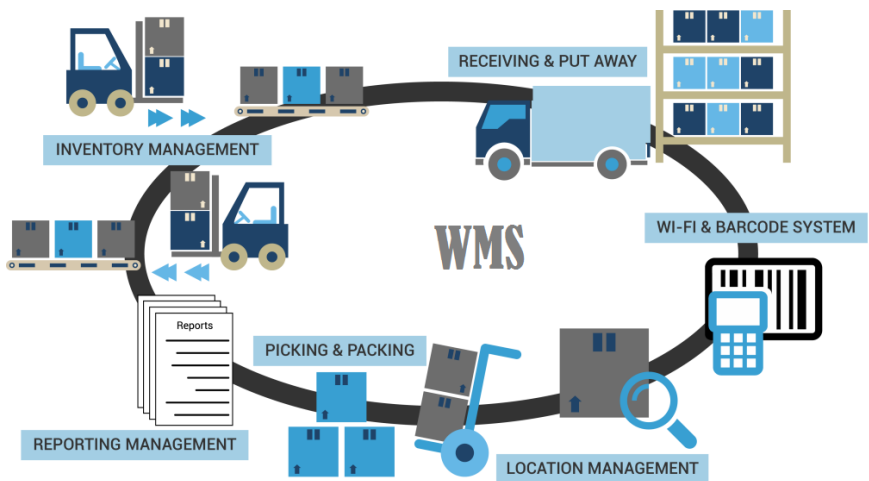 RECEIVING & PUT AWAY
INVENTORY MANAGEMENT
WI-FI & BARCODE SYSTEM
WMS
Reports
PICKING & PACKING
REPORTING MANAGEMENT
LOCATION MANAGEMENT